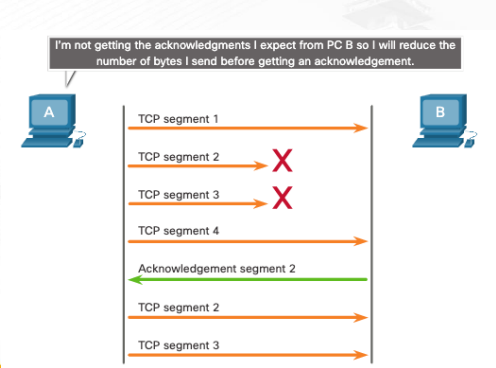 I'm not getting the acknowledgments I expect from PC B so I will reduce the
number of bytes I send before getting an acknowledgement.
A
B
TCP segment 1
TCP segment 2
X
TCP segment 3
X
TCP segment 4
Acknowledgement segment 2
TCP segment 2
TCP segment 3